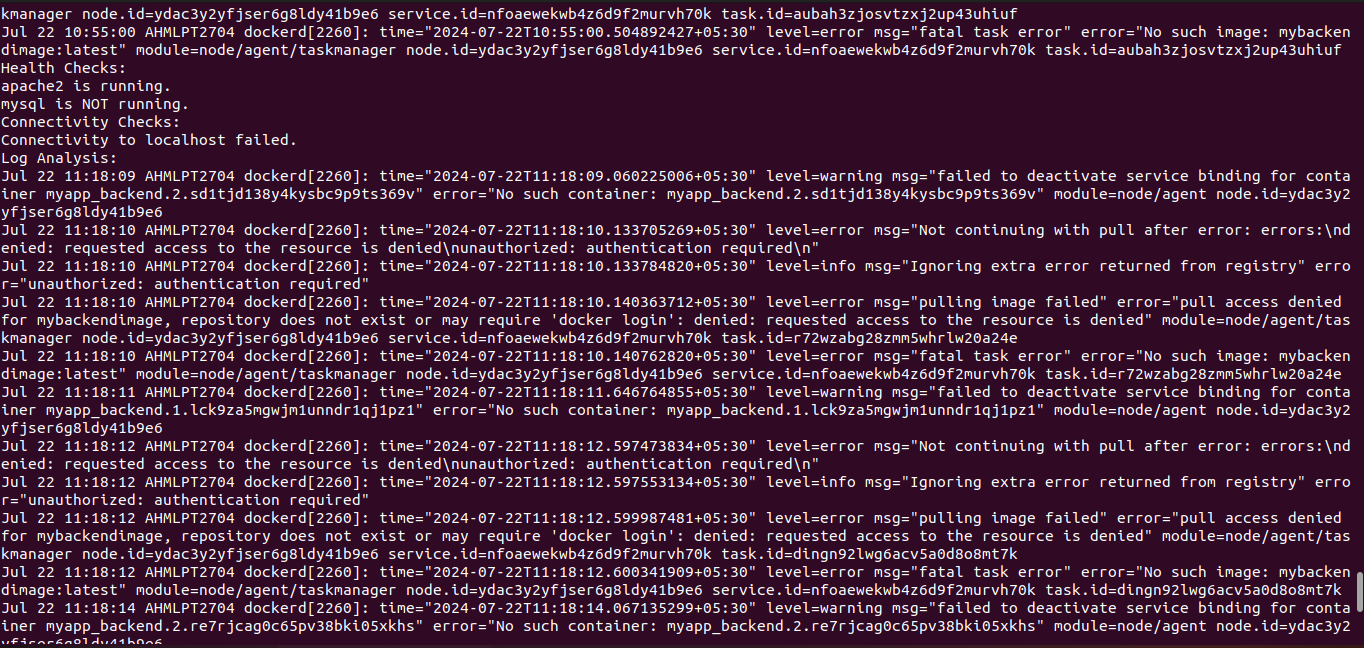 kmanager node.id=ydac3y2yfjser6g8ldy41b9e6 service.id=nfoaewekwb4z6d9f2murvh70k task.id=aubah3zjosvtzxj2up43uhiuf
Jul 22 10:55:00 AHMLPT2704 dockerd[2260]: time="2024-07-22T10:55:00.504892427+05:30" level=error msg="fatal task error" error="No such image: mybacken
dimage:latest" module=node/agent/taskmanager node.id=ydac3y2yfjser6g8ldy41b9e6 service.id=nfoaewekwb4z6d9f2murvh70k task.id=aubah3zjosvtzxj2up43uhiuf
Health Checks:
apache2 is running.
mysql is NOT running.
Connectivity Checks:
Connectivity to localhost failed.
Log Analysis:
Jul 22 11:18:09 AHMLPT2704 dockerd[2260]: time="2024-07-22T11:18:09.060225006+05:30" level=warning msg="failed to deactivate service binding for conta
iner myapp_backend.2.sd1tjd138y4kysbc9p9ts369v" error="No such container: myapp_backend.2.sd1tjd138y4kysbc9p9ts369v" module=node/agent node.id=ydac3y2
yfjser6g8ldy41b9e6
Jul 22 11:18:10 AHMLPT2704 dockerd[2260]: time="2024-07-22T11:18:10.133705269+05:30" level=error msg="Not continuing with pull after error: errors:\nd
enied: requested access to the resource is denied\nunauthorized: authentication required\n"
Jul 22 11:18:10 AHMLPT2704 dockerd[2260]: time="2024-07-22T11:18:10.133784820+05:30" level=info msg="Ignoring extra error returned from registry" erro
r="unauthorized: authentication required"
Jul 22 11:18:10 AHMLPT2704 dockerd[2260]: time="2024-07-22T11:18:10.140363712+05:30" level=error msg="pulling image failed" error="pull access denied
for mybackendimage, repository does not exist or may require 'docker login': denied: requested access to the resource is denied" module=node/agent/tas
kmanager node.id=ydac3y2yfjser6g8ldy41b9e6 service.id=nfoaewekwb4z6d9f2murvh70k task.id=r72wzabg28zmm5whrlw20a24e
Jul 22 11:18:10 AHMLPT2704 dockerd[2260]: time="2024-07-22T11:18:10.140762820+05:30" level=error msg="fatal task error" error="No such image: mybacken
dimage:latest" module=node/agent/taskmanager node.id=ydac3y2yfjser6g8ldy41b9e6 service.id=nfoaewekwb4z6d9f2murvh70k task.id=r72wzabg28zmm5whrlw20a24e
Jul 22 11:18:11 AHMLPT2704 dockerd[2260]: time="2024-07-22T11:18:11.646764855+05:30" level=warning msg="failed to deactivate service binding for conta
iner myapp_backend.1.lck9za5mgwjm1unndr1qj1pz1" error="No such container: myapp_backend.1.lck9za5mgwjm1unndr1qj1pz1" module=node/agent node.id=ydac3y2
yfjser6g8ldy41b9e6
Jul 22 11:18:12 AHMLPT2704 dockerd[2260]: time="2024-07-22T11:18:12.597473834+05:30" level=error msg="Not continuing with pull after error: errors:\nd
enied: requested access to the resource is denied\nunauthorized: authentication required\n"
Jul 22 11:18:12 AHMLPT2704 dockerd[2260]: time="2024-07-22T11:18:12.597553134+05:30" level=info msg="Ignoring extra error returned from registry" erro
r="unauthorized: authentication required"
Jul 22 11:18:12 AHMLPT2704 dockerd[2260]: time="2024-07-22T11:18:12.599987481+05:30" level=error msg="pulling image failed" error="pull access denied
for mybackendimage, repository does not exist or may require 'docker login': denied: requested access to the resource is denied" module=node/agent/tas
kmanager node.id=ydac3y2yfjser6g8ldy41b9e6 service.id=nfoaewekwb4z6d9f2murvh70k task.id=dingn92lwg6acv5a0d8o8mt7k
Jul 22 11:18:12 AHMLPT2704 dockerd[2260]: time="2024-07-22T11:18:12.600341909+05:30" level=error msg="fatal task error" error="No such image: mybacken
dimage:latest" module=node/agent/taskmanager node.id=ydac3y2yfjser6g8ldy41b9e6 service.id=nfoaewekwb4z6d9f2murvh70k task.id=dingn92lwg6acv5a0d8o8mt7k
Jul 22 11:18:14 AHMLPT2704 dockerd[2260]: time="2024-07-22T11:18:14.067135299+05:30" level=warning msg="failed to deactivate service binding for conta
iner myapp_backend.2.re7rjcag0c65pv38bki05xkhs" error="No such container: myapp_backend.2.re7rjcag0c65pv38bki05xkhs" module=node/agent node.id=ydac3y2
yfjser6g8ldy41b9e6